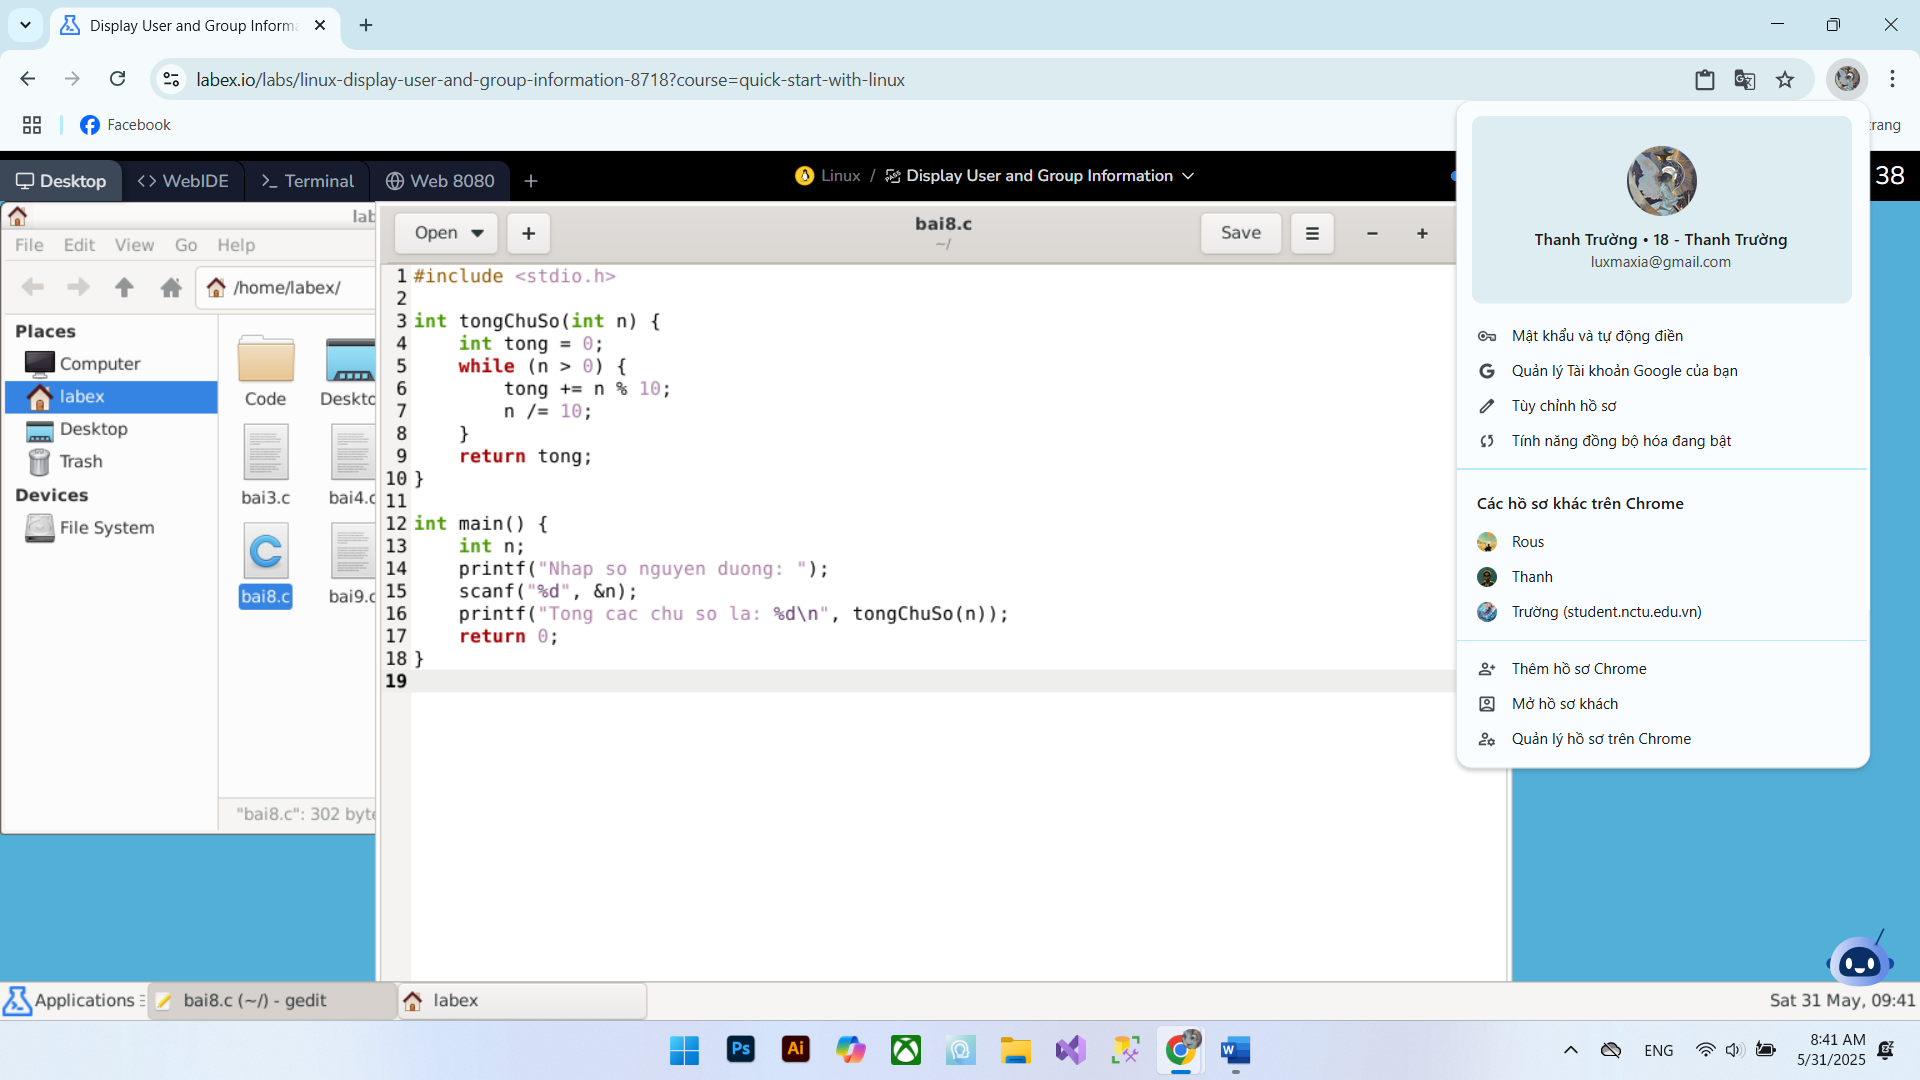 Display User and Group Informa
labex.io/labs/linux-display-user-and-group-information-8718?course=quick-start-with-linux
Facebook
trang
Desktop
WebIDE
Terminal
Web 8080
Linux / Display User and Group Information
38
lab
File Edit View Go Help
/home/labex/
Places
Computer
labex
Desktop
Trash
Devices
File System
Code
Deskto
bai3.c
bai4.c
bai8.c
bai9.c
"bai8.c": 302 byte
Open
bai8.c
~/
Save
1 #include <stdio.h>
2
3 int tongChuSo(int n) {
4     int tong = 0;
5     while (n > 0) {
6         tong += n % 10;
7         n /= 10;
8     }
9     return tong;
10 }
11
12 int main() {
13     int n;
14     printf("Nhap so nguyen duong: ");
15     scanf("%d", &n);
16     printf("Tong cac chu so la: %d\n", tongChuSo(n));
17     return 0;
18 }
19
Thanh Trường • 18 - Thanh Trường
luxmaxia@gmail.com
Mật khẩu và tự động điền
Quản lý Tài khoản Google của bạn
Tùy chỉnh hồ sơ
Tính năng đồng bộ hóa đang bật
Các hồ sơ khác trên Chrome
Rous
Thanh
Trường (student.nctu.edu.vn)
Thêm hồ sơ Chrome
Mở hồ sơ khách
Quản lý hồ sơ trên Chrome
Applications
bai8.c (~/) - gedit
labex
Sat 31 May, 09:41
Ps
Ai
W
ENG
8:41 AM
5/31/2025